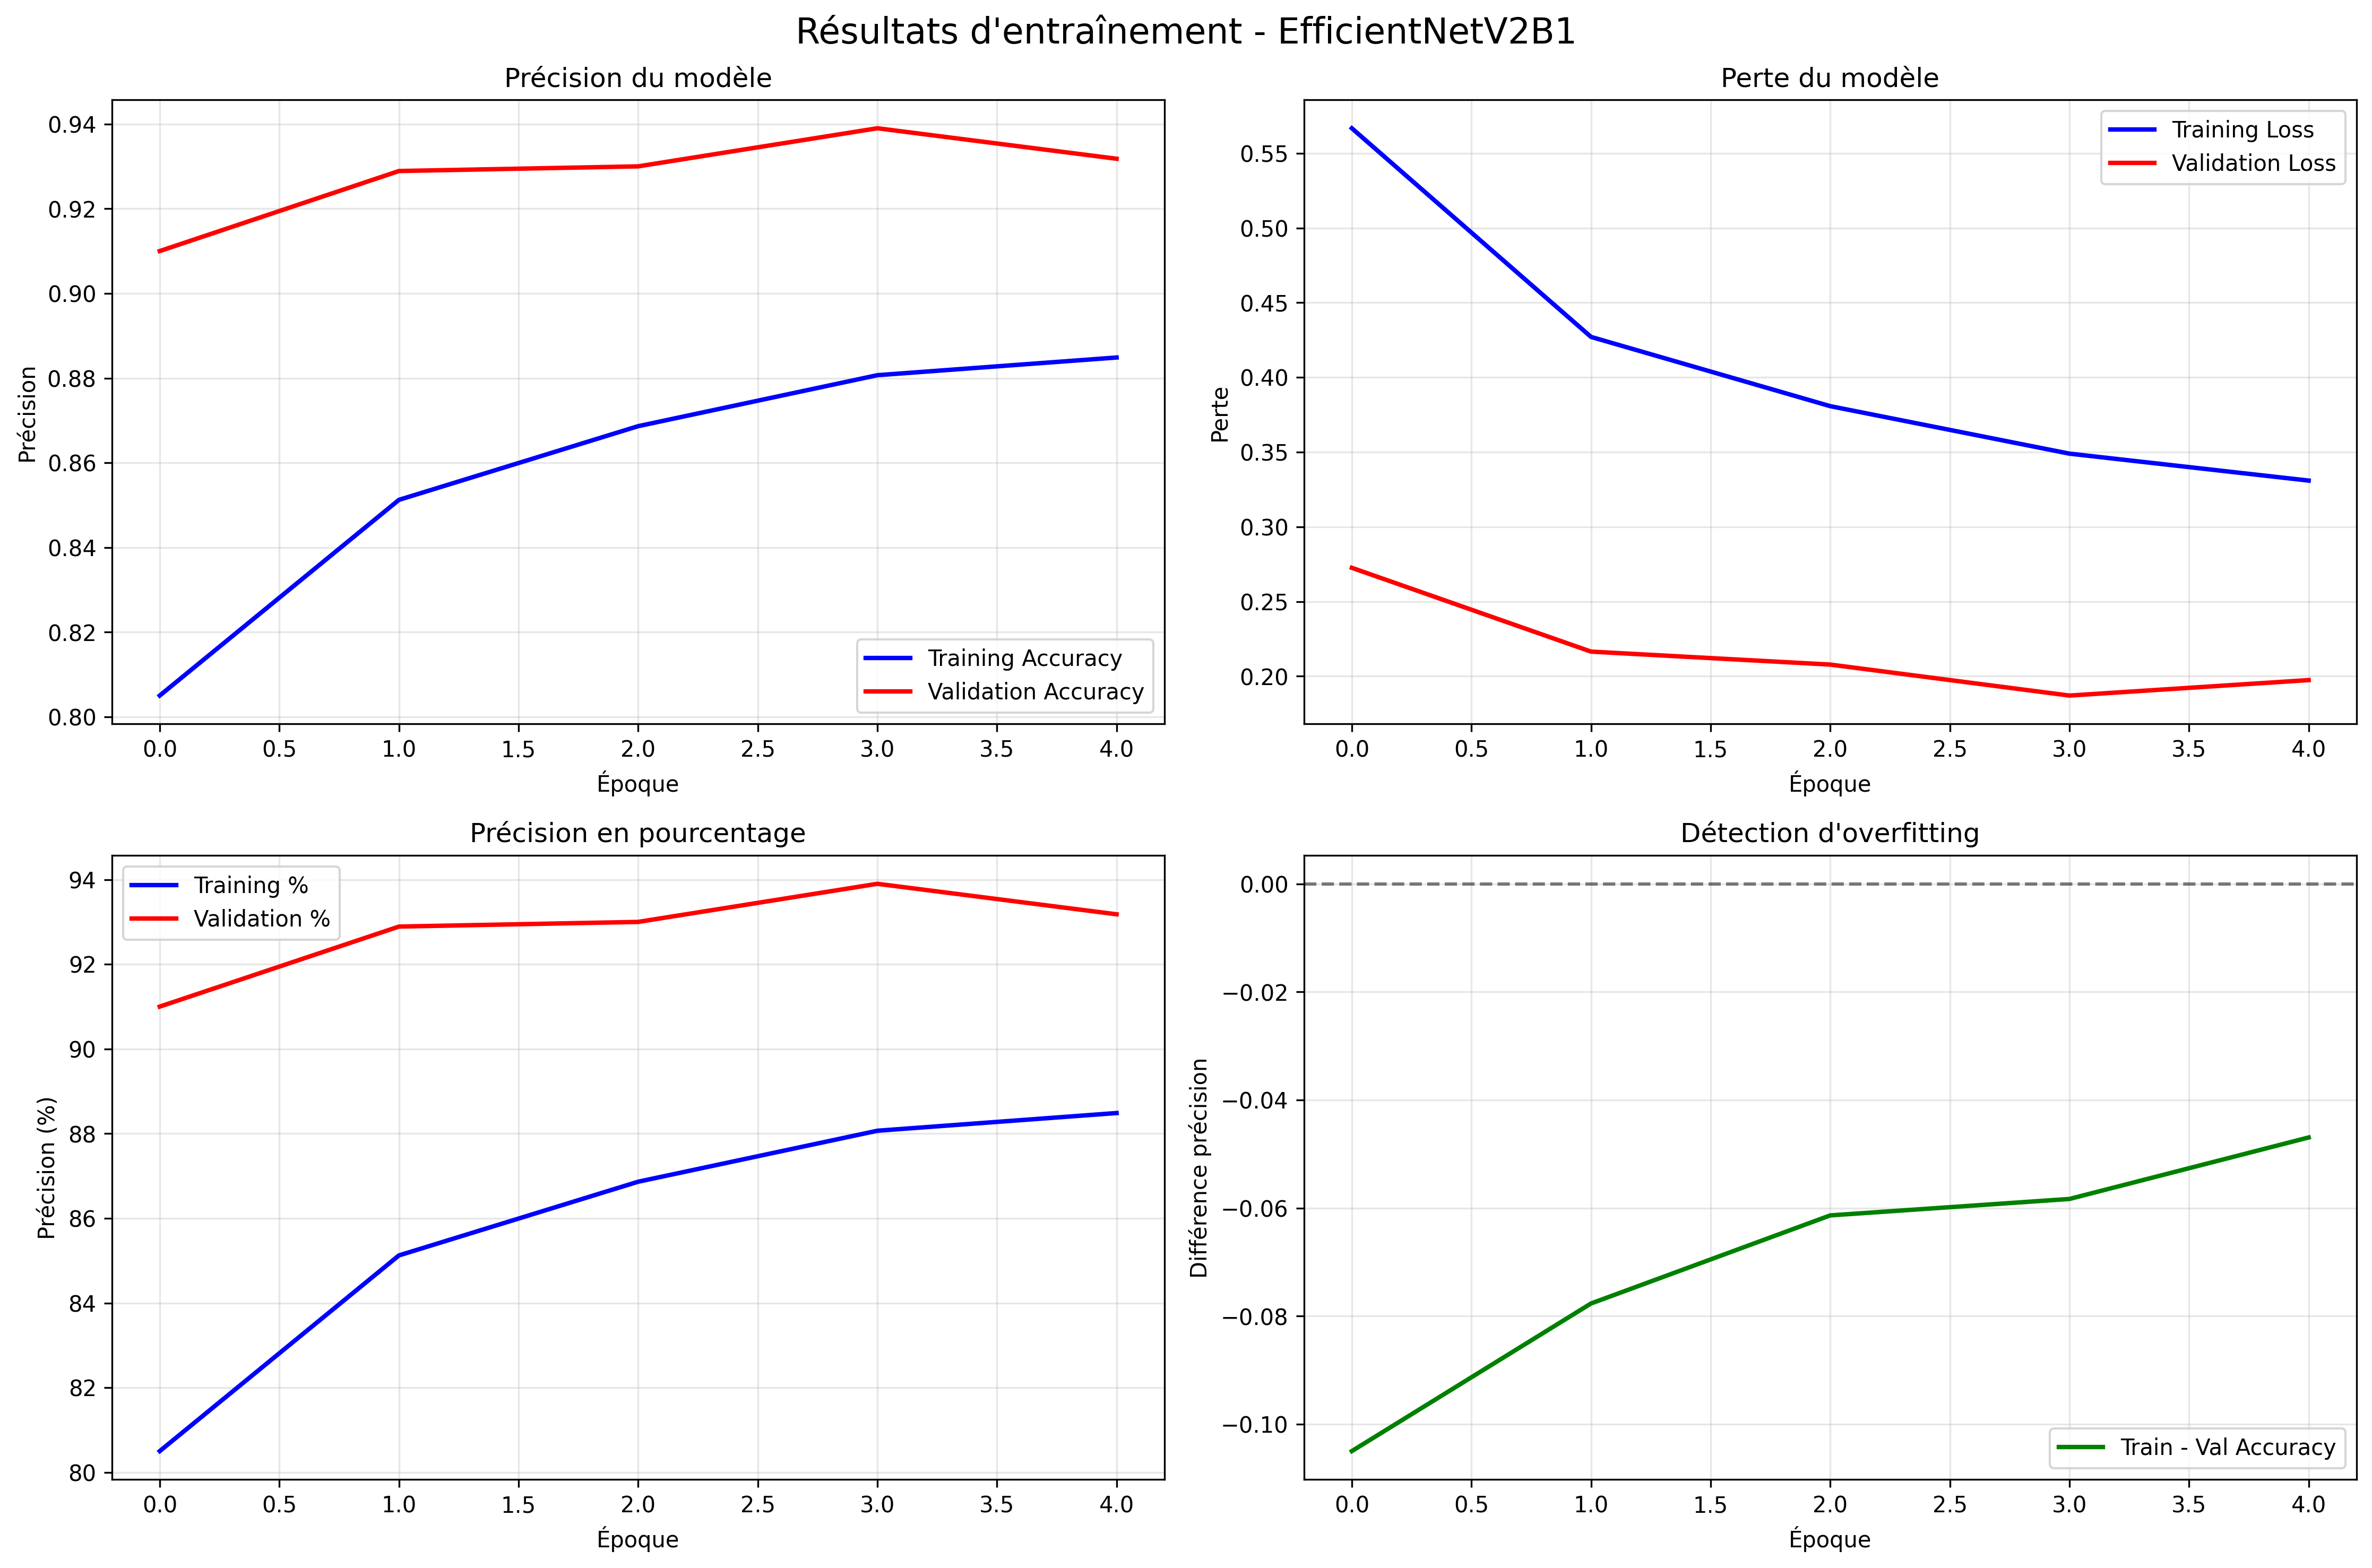 Résultats d'entraînement - EfficientNetV2B1
Précision du modèle
0.94
0.92
0.90
0.88
0.86
0.84
0.82
0.80
Précision
Training Accuracy
Validation Accuracy
0.0 0.5 1.0 1.5 2.0 2.5 3.0 3.5 4.0
Époque
Perte du modèle
Training Loss
Validation Loss
0.55
0.50
0.45
0.40
0.35
0.30
0.25
0.20
Perte
0.0 0.5 1.0 1.5 2.0 2.5 3.0 3.5 4.0
Époque
Précision en pourcentage
Training %
Validation %
94
92
90
88
86
84
82
80
Précision (%)
0.0 0.5 1.0 1.5 2.0 2.5 3.0 3.5 4.0
Époque
Détection d'overfitting
0.00
−0.02
−0.04
−0.06
−0.08
−0.10
Différence précision
Train - Val Accuracy
0.0 0.5 1.0 1.5 2.0 2.5 3.0 3.5 4.0
Époque